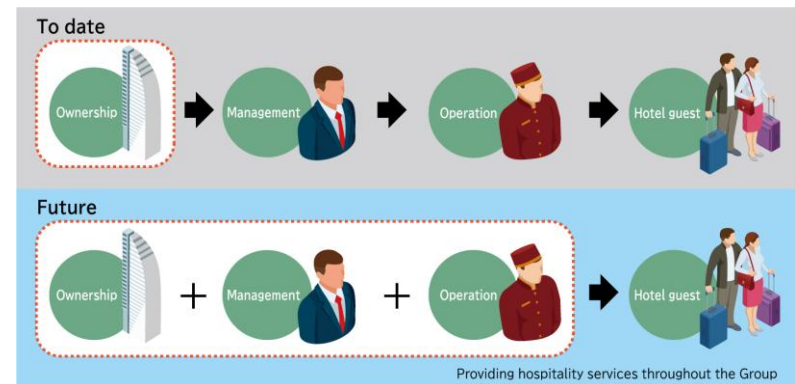 To date
Ownership
Management
Operation
Hotel guest
Future
Ownership
+
Management
+
Operation
Hotel guest
Providing hospitality services throughout the Group